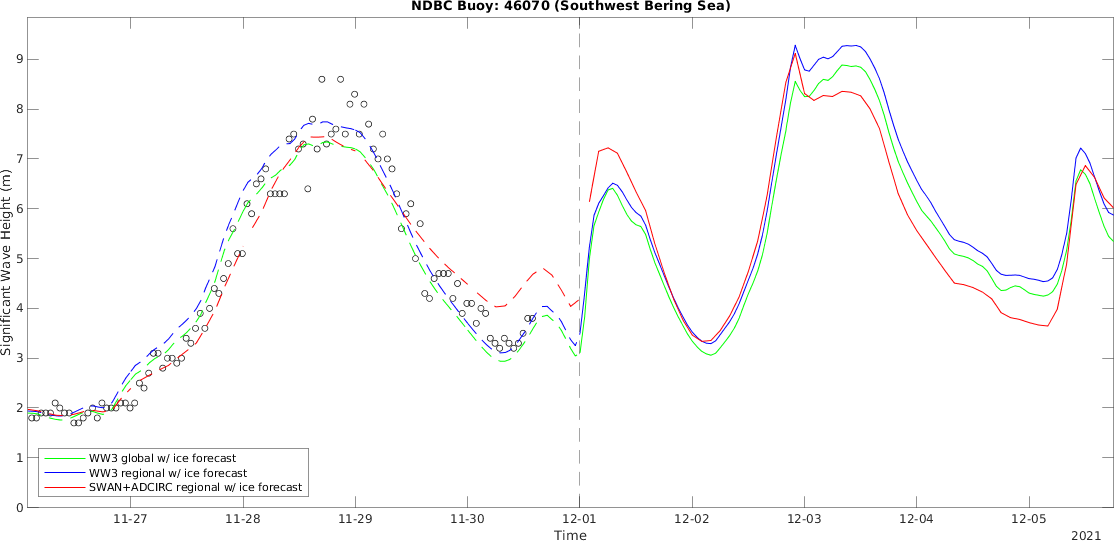 NDBC Buoy: 46070 (Southwest Bering Sea)
Significant Wave Height (m)
9
8
7
6
5
4
3
2
1
0
WW3 global w/ ice forecast
WW3 regional w/ ice forecast
SWAN+ADCIRC regional w/ ice forecast
11-27 11-28 11-29 11-30 12-01 12-02 12-03 12-04 12-05
Time
2021